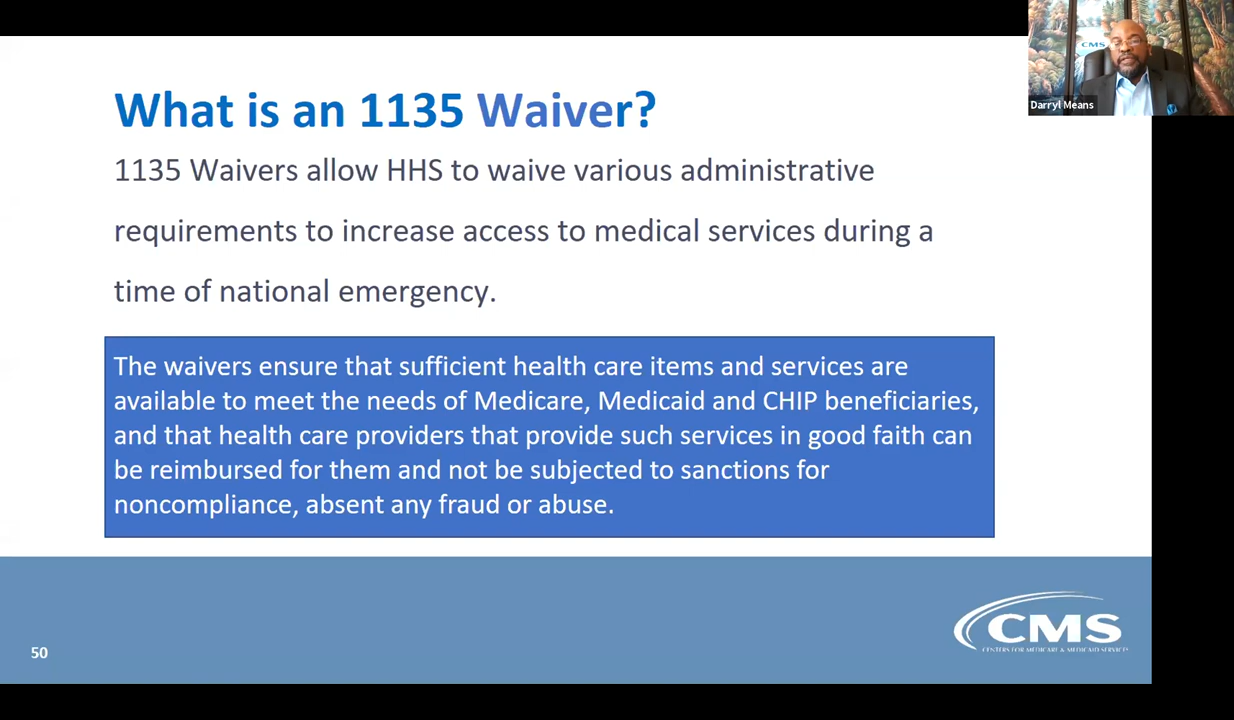 CMS
Darryl Means
What is an 1135 Waiver?
1135 Waivers allow HHS to waive various administrative
requirements to increase access to medical services during a
time of national emergency.
The waivers ensure that sufficient health care items and services are
available to meet the needs of Medicare, Medicaid and CHIP beneficiaries,
and that health care providers that provide such services in good faith can
be reimbursed for them and not be subjected to sanctions for
noncompliance, absent any fraud or abuse.
50
CMS
CENTERS FOR MEDICARE & MEDICAID SERVICES